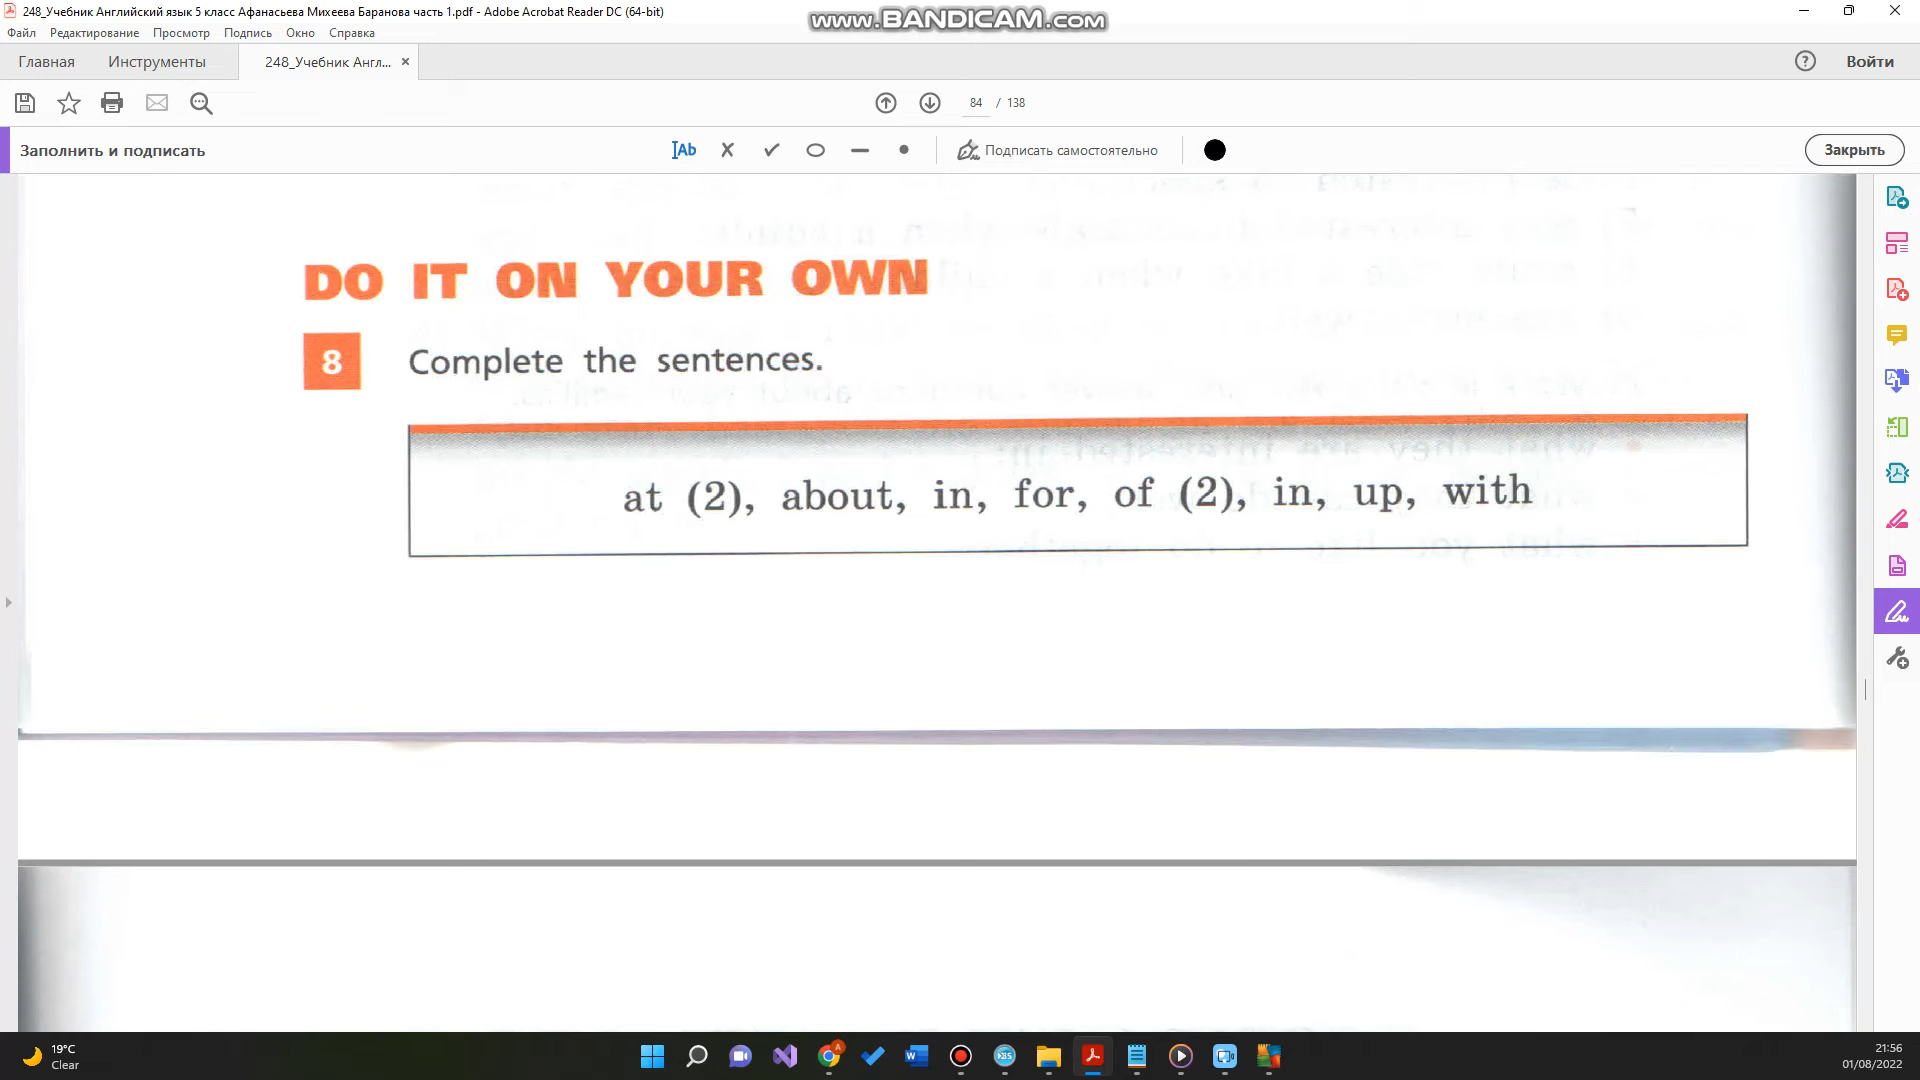 248_Учебник Английский язык 5 класс Афанасьева Михеева Баранова часть 1.pdf - Adobe Acrobat Reader DC (64-bit)
www.BANDICAM.com
Файл Редактирование Просмотр Подпись Окно Справка
Главная Инструменты 248_Учебник Англ... × Войти
84 / 138
Заполнить и подписать Ab Подписать самостоятельно Закрыть
DO IT ON YOUR OWN
8 Complete the sentences.
at (2), about, in, for, of (2), in, up, with
19°C
Clear
21:56
01/08/2022